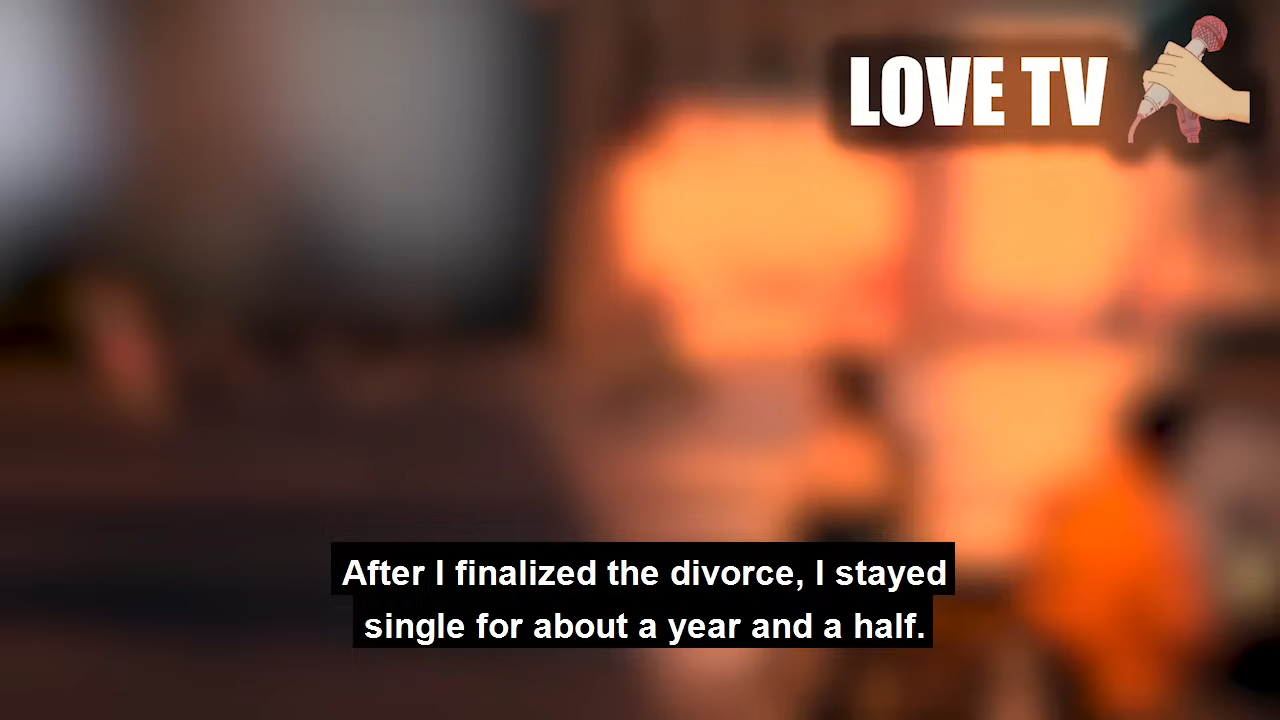 LOVE TV
After I finalized the divorce, I stayed
single for about a year and a half.